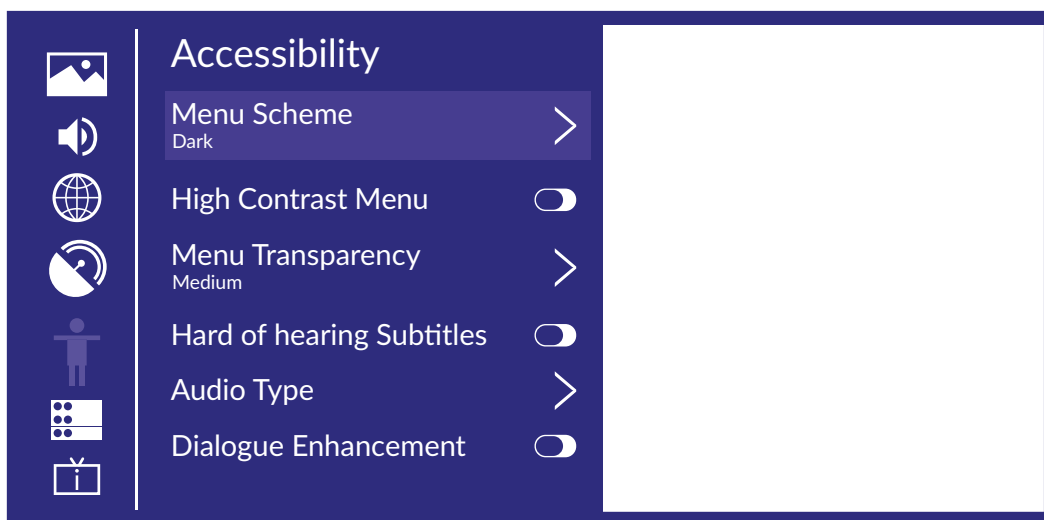 Accessibility
Menu Scheme
Dark
High Contrast Menu
Menu Transparency
Medium
Hard of hearing Subtitles
Audio Type
Dialogue Enhancement
i